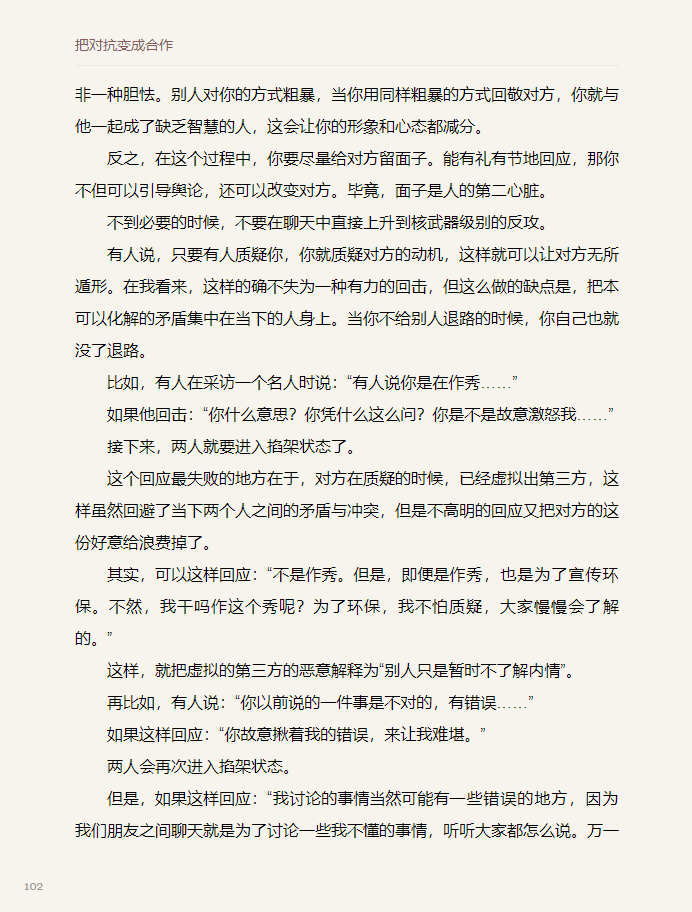 把对抗变成合作
非一种胆怯。别人对你的方式粗暴，当你用同样粗暴的方式回敬对方，你就与
他一起成了缺乏智慧的人，这会让你的形象和心态都减分。
反之，在这个过程中，你要尽量给对方留面子。能有礼有节地回应，那你
不但可以引导舆论，还可以改变对方。毕竟，面子是人的第二心脏。
不到必要的时候，不要在聊天中直接上升到核武器级别的反攻。
有人说，只要有人质疑你，你就质疑对方的动机，这样就可以让对方无所
遁形。在我看来，这样的确不失为一种有力的回击，但这么做的缺点是，把本
可以化解的矛盾集中在当下的人身上。当你不给别人退路的时候，你自己也就
没了退路。
比如，有人在采访一个名人时说：“有人说你是在作秀……”
如果他回击：“你什么意思？你凭什么这么问？你是不是故意激怒我……”
接下来，两人就要进入掐架状态了。
这个回应最失败的地方在于，对方在质疑的时候，已经虚拟出第三方，这
样虽然回避了当下两个人之间的矛盾与冲突，但是不高明的回应又把对方的这
份好意给浪费掉了。
其实，可以这样回应：“不是作秀。但是，即便是作秀，也是为了宣传环
保。不然，我干吗作这个秀呢？为了环保，我不怕质疑，大家慢慢会了解
的。”
这样，就把虚拟的第三方的恶意解释为“别人只是暂时不了解内情”。
再比如，有人说：“你以前说的一件事是不对的，有错误……”
如果这样回应：“你故意揪着我的错误，来让我难堪。”
两人会再次进入掐架状态。
但是，如果这样回应：“我讨论的事情当然可能有一些错误的地方，因为
我们朋友之间聊天就是为了讨论一些我不懂的事情，听听大家都怎么说。万一
102